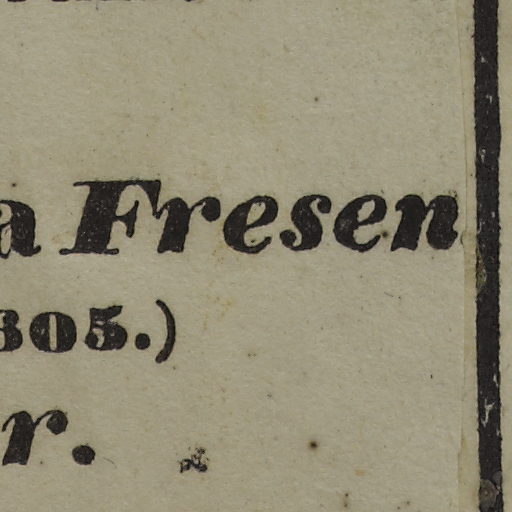 a Fresen
305.)
r.